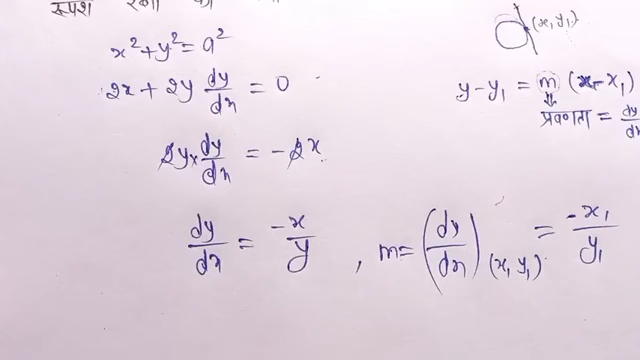 स्पर्श रेखा का
x² + y² = a²
(x₁ y₁)
2x + 2y dy/dx = 0
y - y₁ = m (x - x₁)
प्रवणता = dy/dx
2y × dy/dx = -2x
dy/dx = -x/y , m = (dy/dx)(x₁ y₁) = -x₁/y₁